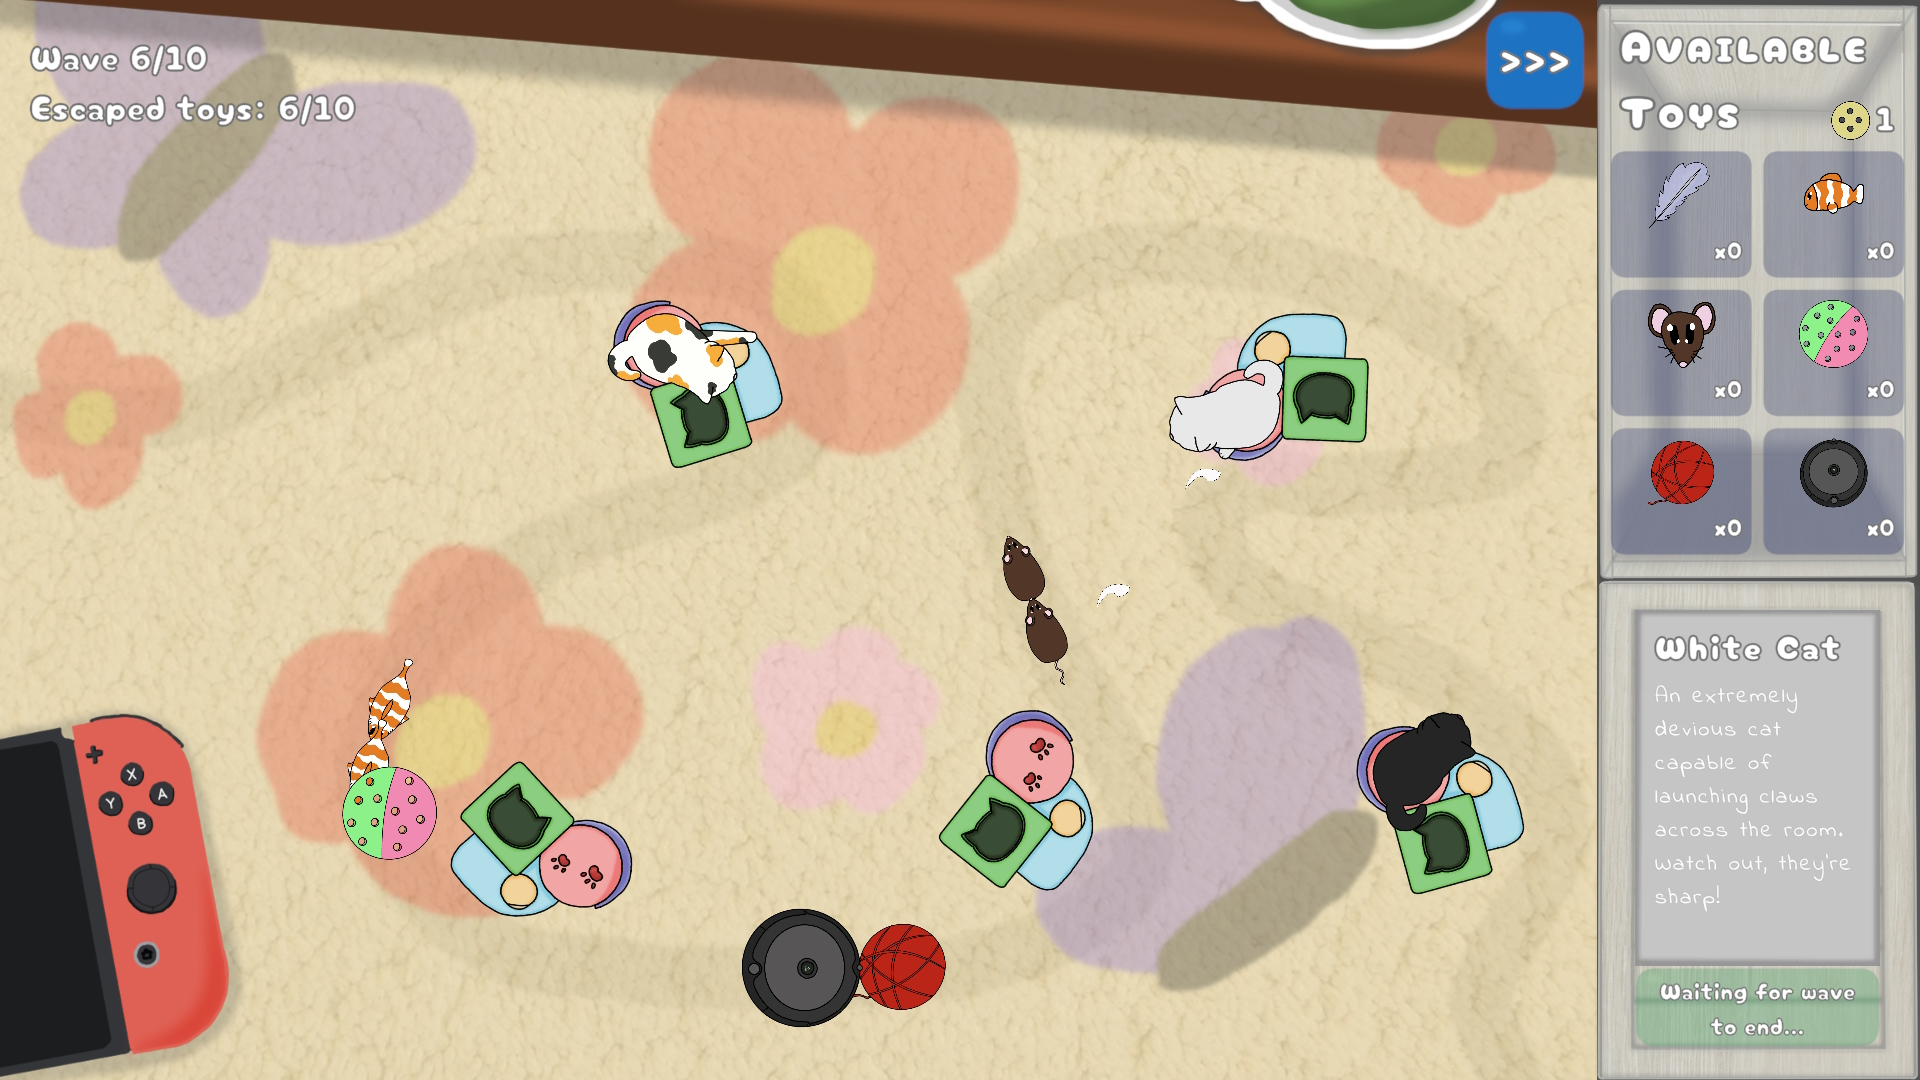 Wave 6/10
Escaped toys: 6/10
>>>
Available
Toys
1
x0
x0
x0
x0
x0
x0
X
Y
A
B
White Cat
An extremely
devious cat
capable of
launching claws
across the room.
watch out, they're
sharp!
Waiting for wave
to end...